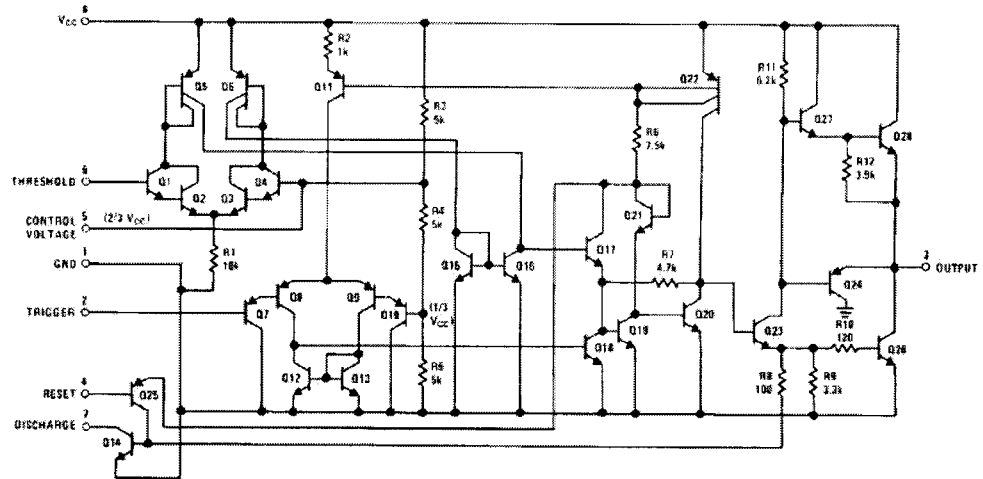 8
VCC
R2
1k
R11
6.2k
Q5
Q6
Q11
Q22
Q27
Q28
R3
5k
R6
7.5k
R12
3.9k
6
THRESHOLD
Q1
Q2
Q3
Q4
5
CONTROL VOLTAGE
(2/3 VCC)
R4
5k
Q21
Q17
R1
10k
1
GND
Q15
Q16
R7
4.7k
3
OUTPUT
Q24
Q8
Q9
2
TRIGGER
Q7
Q10
(1/3 VCC)
Q18
Q19
Q20
Q23
R10
120
Q26
Q12
Q13
R5
5k
R8
100
R9
3.3k
4
RESET
Q25
7
DISCHARGE
Q14